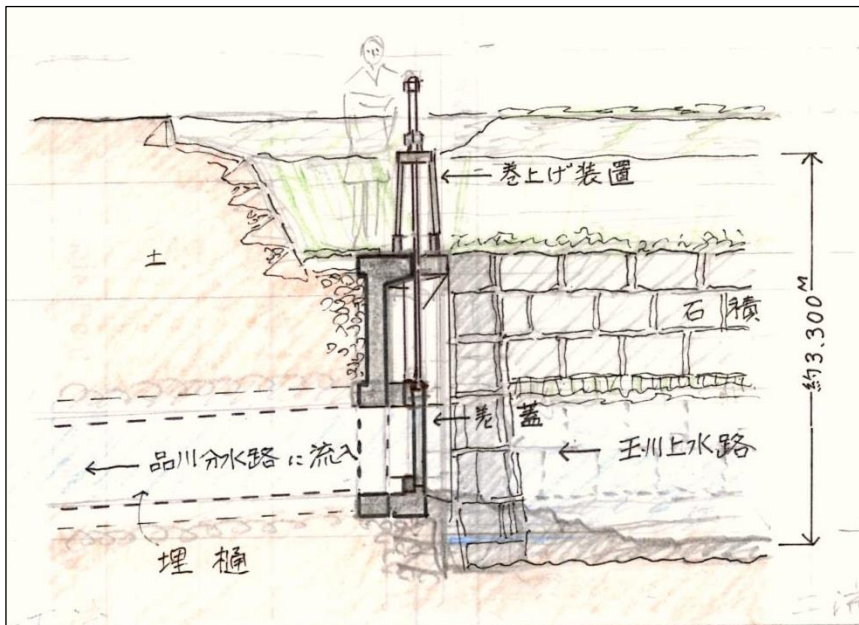 巻上げ装置
土
石積
約3.300M
巻蓋
← 品川分水路に流入
← 玉川上水路
埋樋